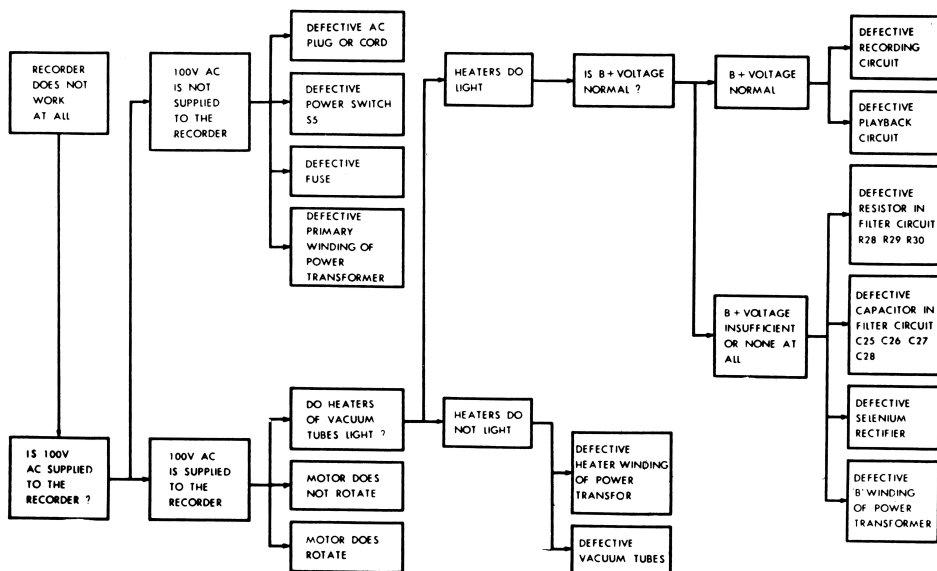 RECORDER
DOES NOT
WORK
AT ALL
100V AC
IS NOT
SUPPLIED
TO THE
RECORDER
DEFECTIVE AC
PLUG OR CORD
DEFECTIVE
POWER SWITCH
S5
DEFECTIVE
FUSE
DEFECTIVE
PRIMARY
WINDING OF
POWER
TRANSFORMER
HEATERS DO
LIGHT
IS B+VOLTAGE
NORMAL ?
B+VOLTAGE
NORMAL
DEFECTIVE
RECORDING
CIRCUIT
DEFECTIVE
PLAYBACK
CIRCUIT
DEFECTIVE
RESISTOR IN
FILTER CIRCUIT
R28 R29 R30
B+VOLTAGE
INSUFFICIENT
OR NONE AT
ALL
DEFECTIVE
CAPACITOR IN
FILTER CIRCUIT
C25 C26 C27
C28
DEFECTIVE
SELENIUM
RECTIFIER
DEFECTIVE
B' WINDING
OF POWER
TRANSFORMER
IS 100V
AC SUPPLIED
TO THE
RECORDER ?
100V AC
IS SUPPLIED
TO THE
RECORDER
DO HEATERS
OF VACUUM
TUBES LIGHT ?
MOTOR DOES
NOT ROTATE
MOTOR DOES
ROTATE
HEATERS DO
NOT LIGHT
DEFECTIVE
HEATER WINDING
OF POWER
TRANSFOR
DEFECTIVE
VACUUM TUBES